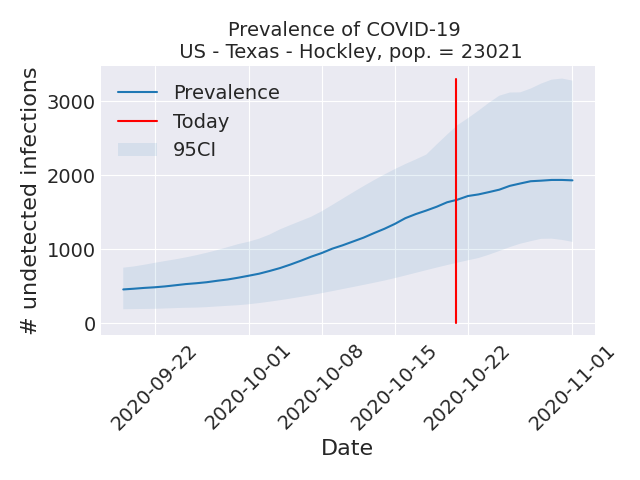 Prevalence of COVID-19
US - Texas - Hockley, pop. = 23021
# undetected infections
3000
2000
1000
0
Prevalence
Today
95CI
2020-09-22
2020-10-01
2020-10-08
2020-10-15
2020-10-22
2020-11-01
Date